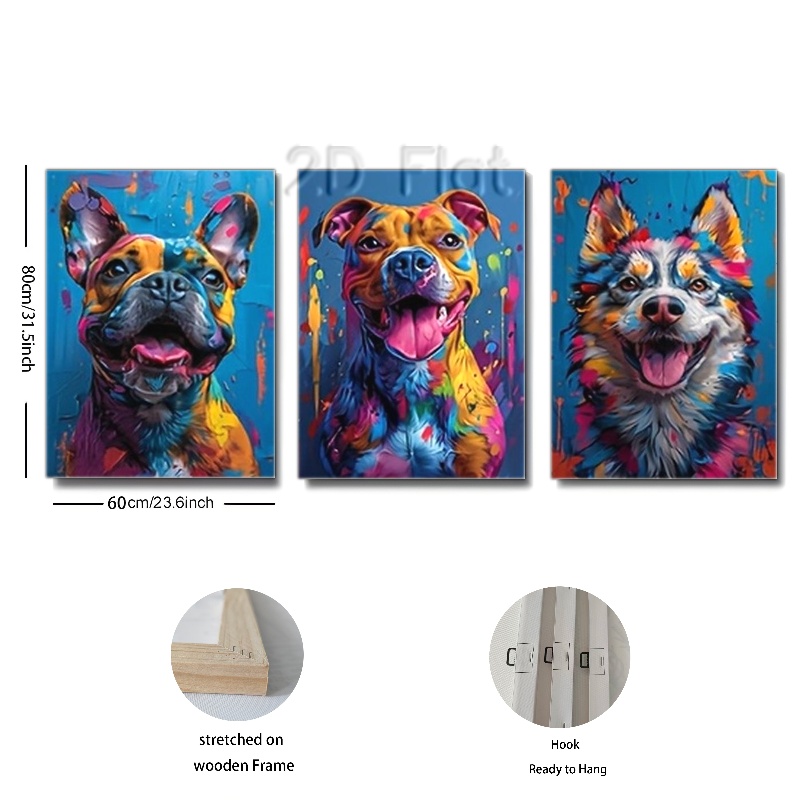 2D Flat
80cm/31.5inch
60cm/23.6inch
stretched on
wooden Frame
Hook
Ready to Hang